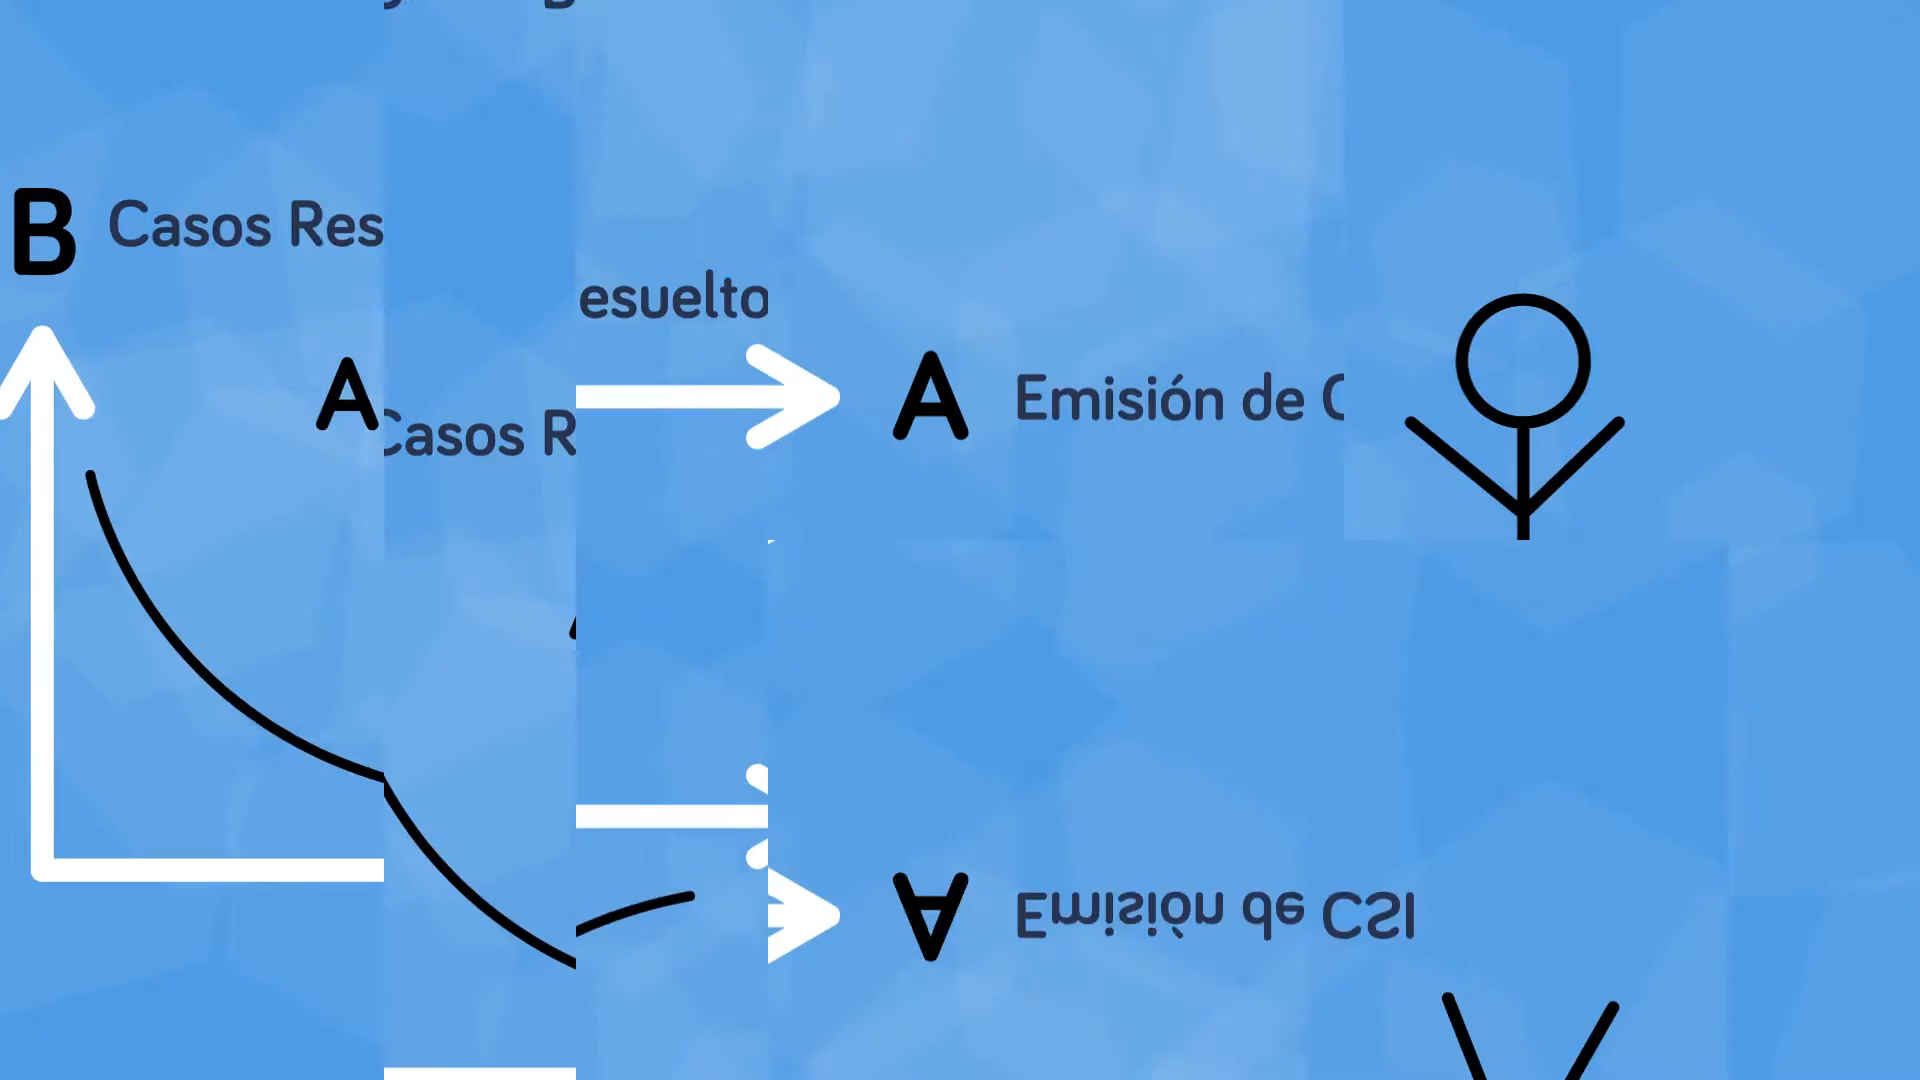 B Casos Res
esuelto
A
A Emisión de
Casos R
A Emisión de CSI